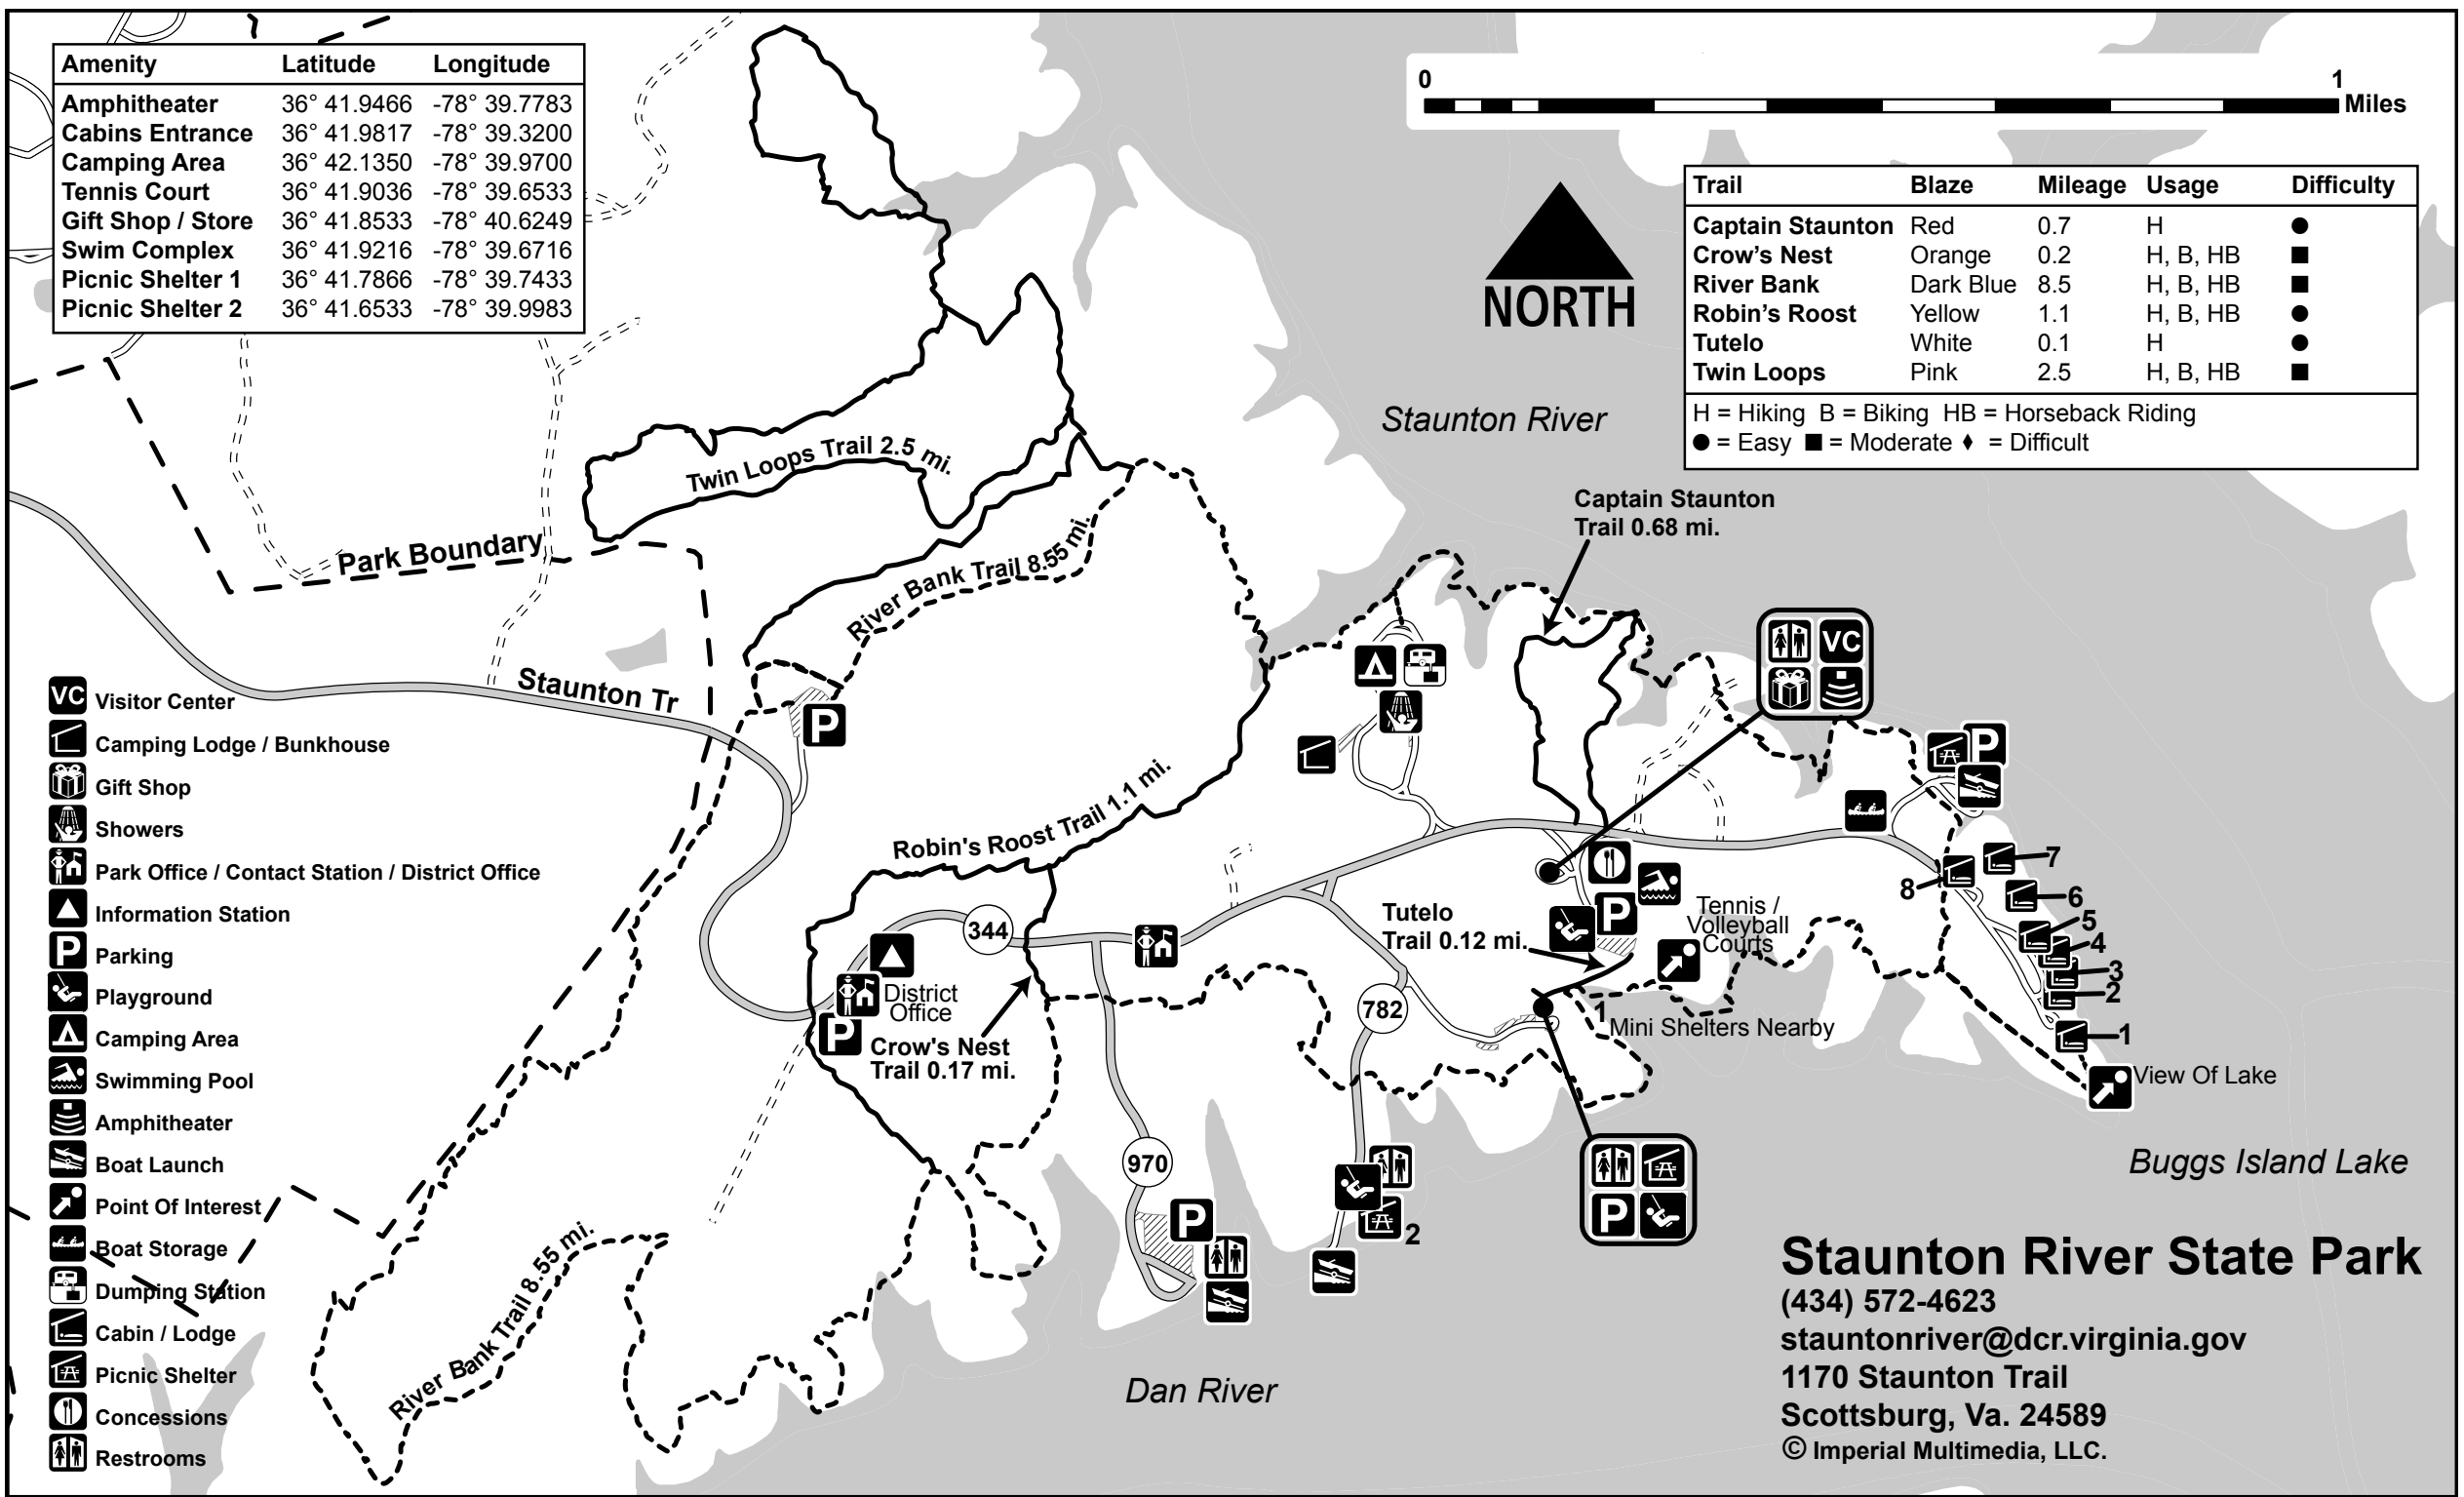 Amenity Latitude Longitude
Amphitheater 36° 41.9466 -78° 39.7783
Cabins Entrance 36° 41.9817 -78° 39.3200
Camping Area 36° 42.1350 -78° 39.9700
Tennis Court 36° 41.9036 -78° 39.6533
Gift Shop / Store 36° 41.8533 -78° 40.6249
Swim Complex 36° 41.9216 -78° 39.6716
Picnic Shelter 1 36° 41.7866 -78° 39.7433
Picnic Shelter 2 36° 41.6533 -78° 39.9983
0 1
Miles
NORTH
Trail Blaze Mileage Usage Difficulty
Captain Staunton Red 0.7 H ●
Crow's Nest Orange 0.2 H, B, HB ■
River Bank Dark Blue 8.5 H, B, HB ■
Robin's Roost Yellow 1.1 H, B, HB ●
Tutelo White 0.1 H ●
Twin Loops Pink 2.5 H, B, HB ■
H = Hiking B = Biking HB = Horseback Riding
● = Easy ■ = Moderate ♦ = Difficult
Staunton River
Twin Loops Trail 2.5 mi.
Captain Staunton
Trail 0.68 mi.
Park Boundary
River Bank Trail 8.55 mi.
Staunton Tr
P
VC
P
Robin's Roost Trail 1.1 mi.
344
District
Office
P
Crow's Nest
Trail 0.17 mi.
Tutelo
Trail 0.12 mi.
P
Tennis /
Volleyball
Courts
782
1
Mini Shelters Nearby
8
7
6
5
4
3
2
1
View Of Lake
970
P
2
P
Buggs Island Lake
River Bank Trail 8.55 mi.
Dan River
VC Visitor Center
Camping Lodge / Bunkhouse
Gift Shop
Showers
Park Office / Contact Station / District Office
Information Station
P Parking
Playground
Camping Area
Swimming Pool
Amphitheater
Boat Launch
Point Of Interest
Boat Storage
Dumping Station
Cabin / Lodge
Picnic Shelter
Concessions
Restrooms
Staunton River State Park
(434) 572-4623
stauntonriver@dcr.virginia.gov
1170 Staunton Trail
Scottsburg, Va. 24589
© Imperial Multimedia, LLC.